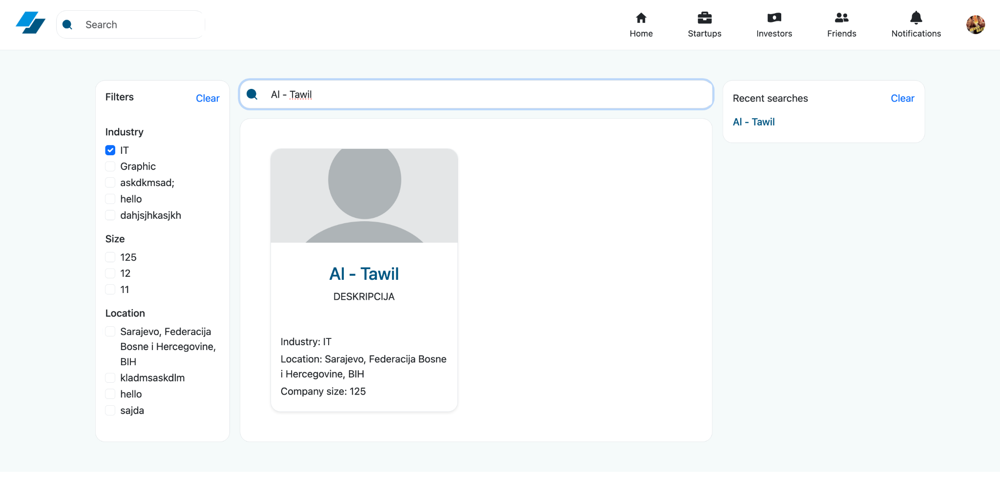 Search
Home
Startups
Investors
Friends
Notifications
Filters
Clear
Industry
IT
Graphic
askdkmsad;
hello
dahjsjhkasjkh
Size
125
12
11
Location
Sarajevo, Federacija
Bosne i Hercegovine,
BIH
kladmsaskdlm
hello
sajda
Al - Tawil
Al - Tawil
DESKRIPCIJA
Industry: IT
Location: Sarajevo, Federacija Bosne
i Hercegovine, BIH
Company size: 125
Recent searches
Clear
Al - Tawil